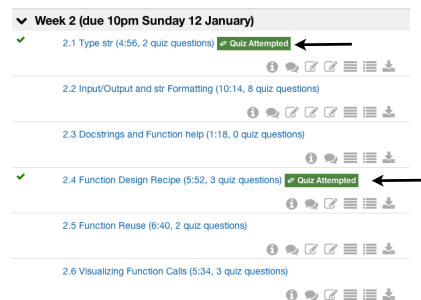 Week 2 (due 10pm Sunday 12 January)
2.1 Type str (4:56, 2 quiz questions) Quiz Attempted
2.2 Input/Output and str Formatting (10:14, 8 quiz questions)
2.3 Docstrings and Function help (1:18, 0 quiz questions)
2.4 Function Design Recipe (5:52, 3 quiz questions) Quiz Attempted
2.5 Function Reuse (6:40, 2 quiz questions)
2.6 Visualizing Function Calls (5:34, 3 quiz questions)